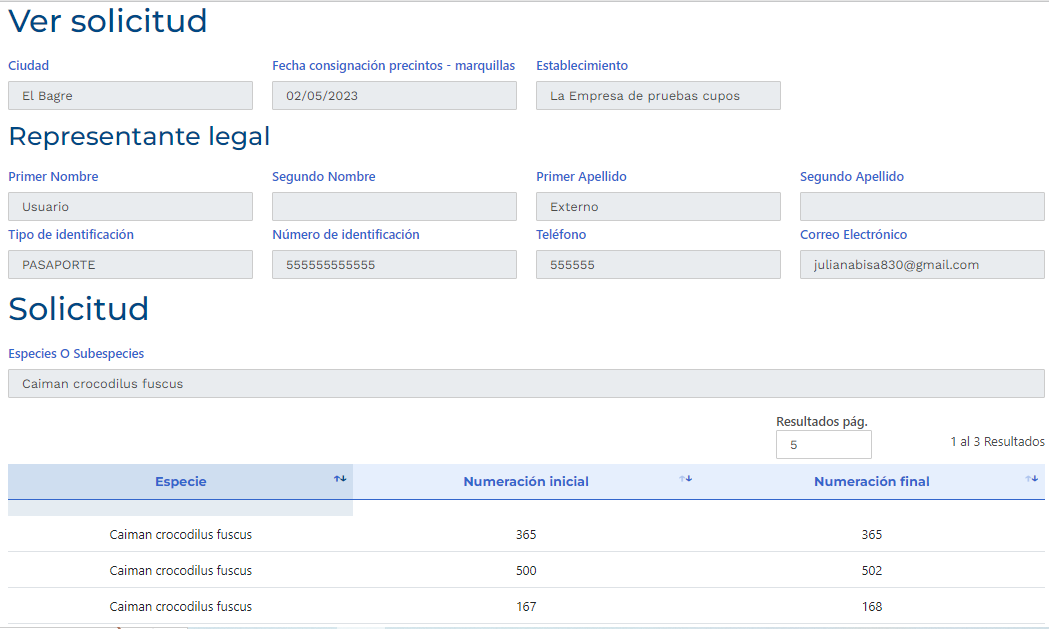 Ver solicitud
Ciudad Fecha consignación precintos - marquillas Establecimiento
El Bagre 02/05/2023 La Empresa de pruebas cupos
Representante legal
Primer Nombre Segundo Nombre Primer Apellido Segundo Apellido
Usuario Externo
Tipo de identificación Número de identificación Teléfono Correo Electrónico
PASAPORTE 555555555555 555555 julianabisa830@gmail.com
Solicitud
Especies O Subespecies
Caiman crocodilus fuscus
Resultados pág.
5 1 al 3 Resultados
Especie Numeración inicial Numeración final
Caiman crocodilus fuscus 365 365
Caiman crocodilus fuscus 500 502
Caiman crocodilus fuscus 167 168